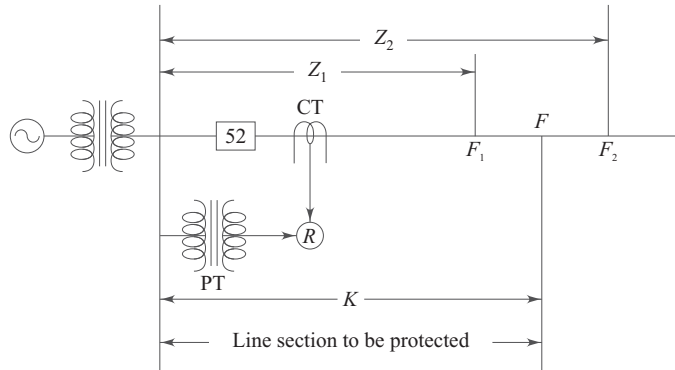 Z2
Z1
CT
F
52
F1
F2
R
PT
K
Line section to be protected